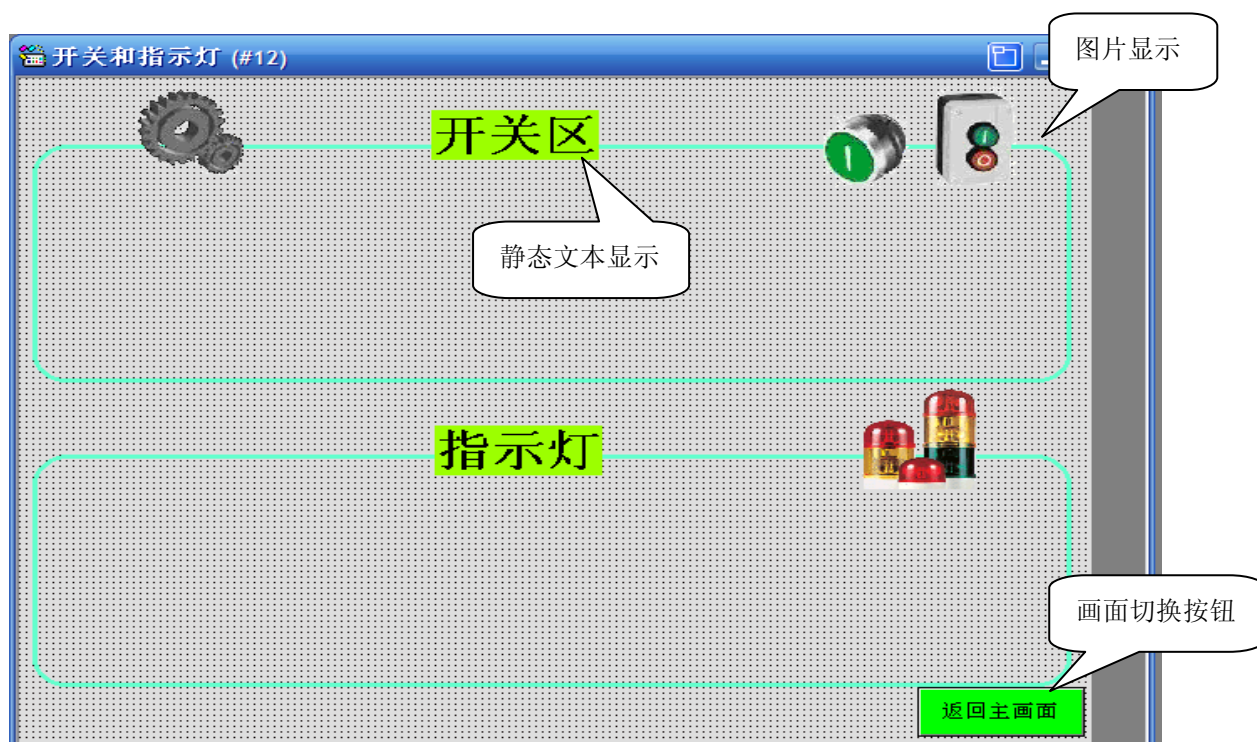 开关和指示灯 (#12)
图片显示
开关区
静态文本显示
指示灯
画面切换按钮
返回主画面